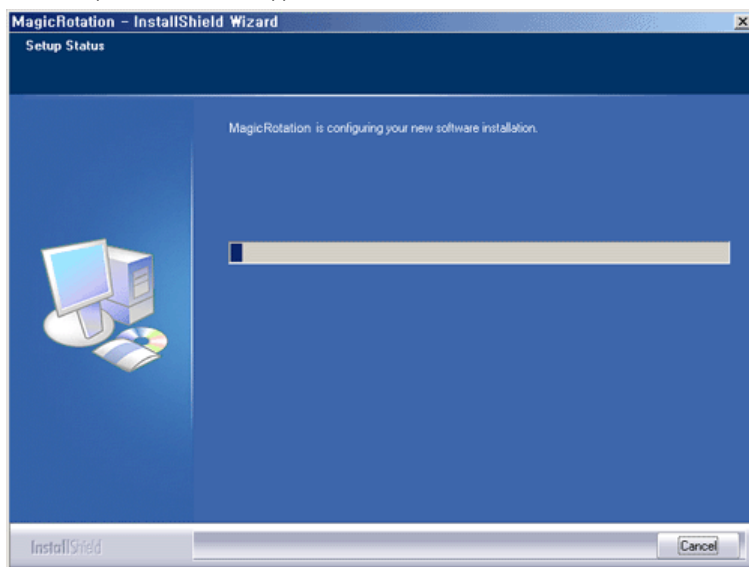 MagicRotation - InstallShield Wizard
Setup Status
MagicRotation is configuring your new software installation.
InstallShield
Cancel